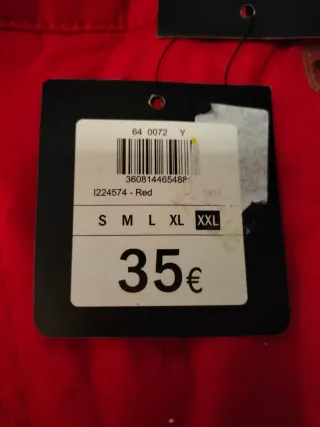 64 0072 Y
36081446548
I224574 - Red
S M L XL XXL
35€